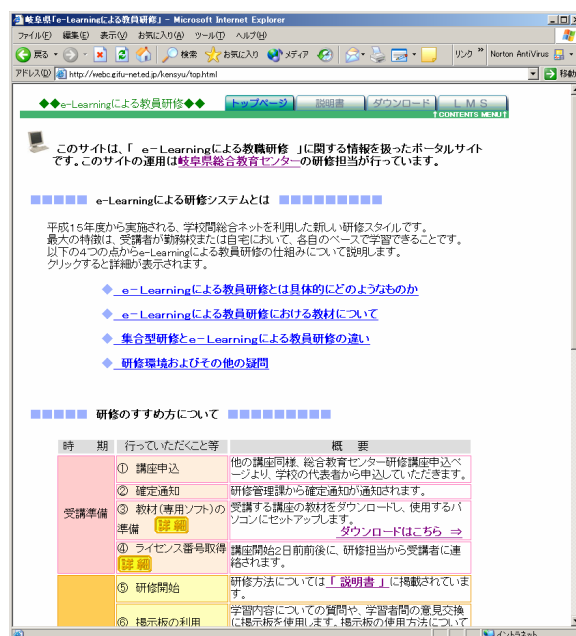 岐阜県「e-Learningによる教員研修」 - Microsoft Internet Explorer
ファイル(F) 編集(E) 表示(V) お気に入り(A) ツール(T) ヘルプ(H)
戻る 検索 お気に入り メディア リンク » Norton AntiVirus
アドレス(D) http://webc.gifu-net.ed.jp/kensyu/top.html 移動
◆◆e-Learningによる教員研修◆◆ トップページ 説明書 ダウンロード LMS
↑CONTENTS MENU↑
このサイトは、「 e-Learningによる教職研修 」に関する情報を扱ったポータルサイト
です。このサイトの運用は岐阜県総合教育センターの研修担当が行っています。
■■■■■ e-Learningによる研修システムとは ■■■■■■■■■
平成15年度から実施される、学校間総合ネットを利用した新しい研修スタイルです。
最大の特徴は、受講者が勤務校または自宅において、各自のペースで学習できることです。
以下の4つの点からe-Learningによる教員研修の仕組みについて説明します。
クリックすると詳細が表示されます。
◆ e-Learningによる教員研修とは具体的にどのようなものか
◆ e-Learningによる教員研修における教材について
◆ 集合型研修とe-Learningによる教員研修の違い
◆ 研修環境およびその他の疑問
■■■■■ 研修のすすめ方について ■■■■■■■■■
時 期 行っていただくこと等 概 要
受講準備
① 講座申込
他の講座同様、総合教育センター研修講座申込ペ
ージより、学校の代表者から申込していただきます。
② 確定通知 研修管理課から確定通知が通知されます。
③ 教材(専用ソフト)の
準備 詳細
受講する講座の教材をダウンロードし、使用するパ
ソコンにセットアップします。
ダウンロードはこちら ⇒
④ ライセンス番号取得
詳細
講座開始2日前前後に、研修担当から受講者に連
絡されます。
⑤ 研修開始
研修方法については「 説明書 」に掲載されていま
す。
⑥ 掲示板の利用
学習内容についての質問や、学習者間の意見交換
に掲示板を使用します。掲示板の使用方法について
イントラネット